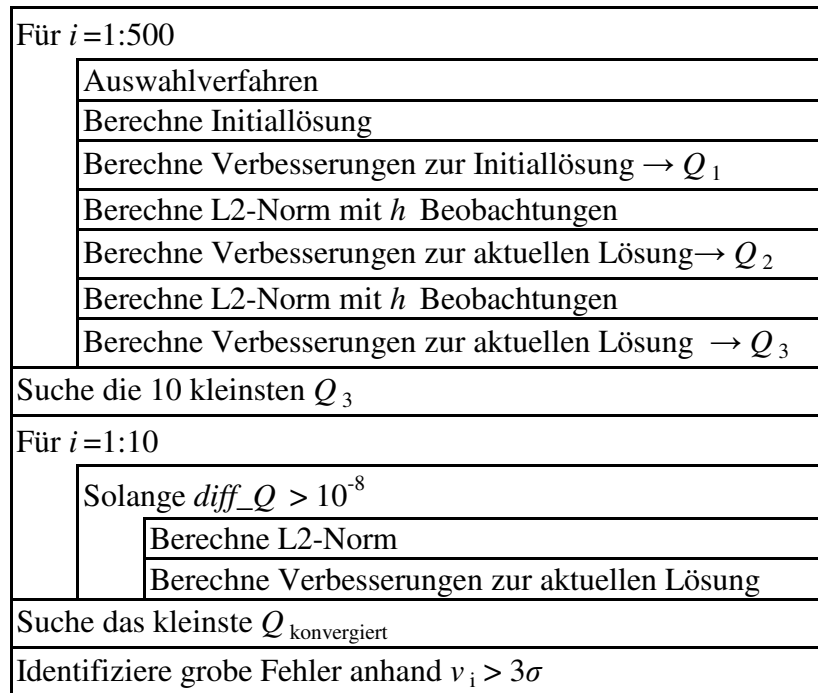 Für i =1:500
Auswahlverfahren
Berechne Initiallösung
Berechne Verbesserungen zur Initiallösung → Q 1
Berechne L2-Norm mit h Beobachtungen
Berechne Verbesserungen zur aktuellen Lösung→ Q 2
Berechne L2-Norm mit h Beobachtungen
Berechne Verbesserungen zur aktuellen Lösung → Q 3
Suche die 10 kleinsten Q 3
Für i =1:10
Solange diff_Q > 10⁻⁸
Berechne L2-Norm
Berechne Verbesserungen zur aktuellen Lösung
Suche das kleinste Q konvergiert
Identifiziere grobe Fehler anhand v i > 3σ